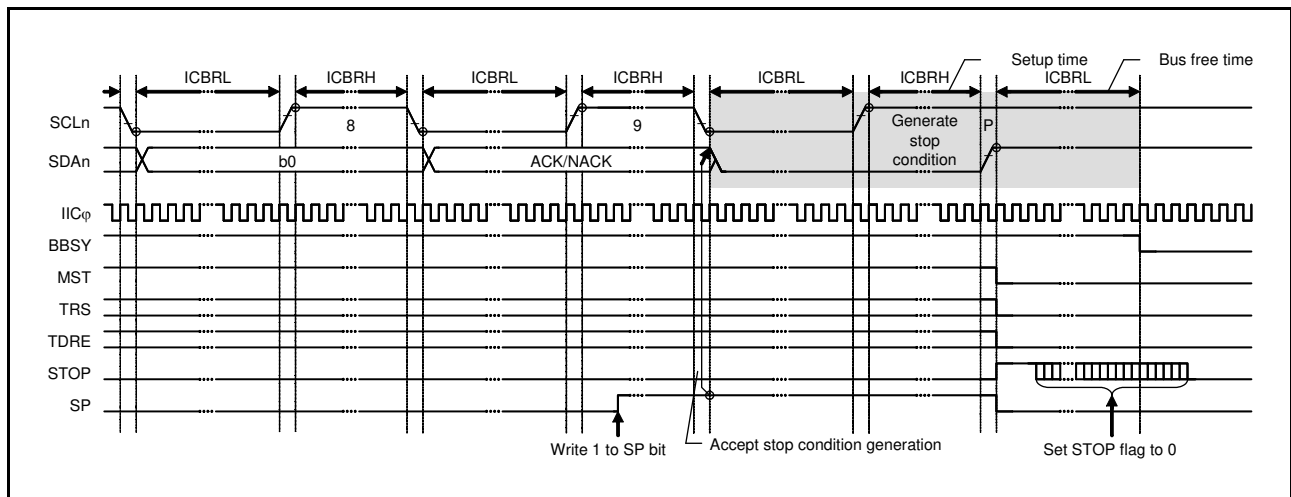 Setup time
Bus free time
ICBRL ICBRH ICBRL ICBRH ICBRL ICBRH ICBRL
SCLn 8 9 Generate stop condition P
SDAn b0 ACK/NACK
IICφ
BBSY
MST
TRS
TDRE
STOP
SP
Write 1 to SP bit
Accept stop condition generation
Set STOP flag to 0